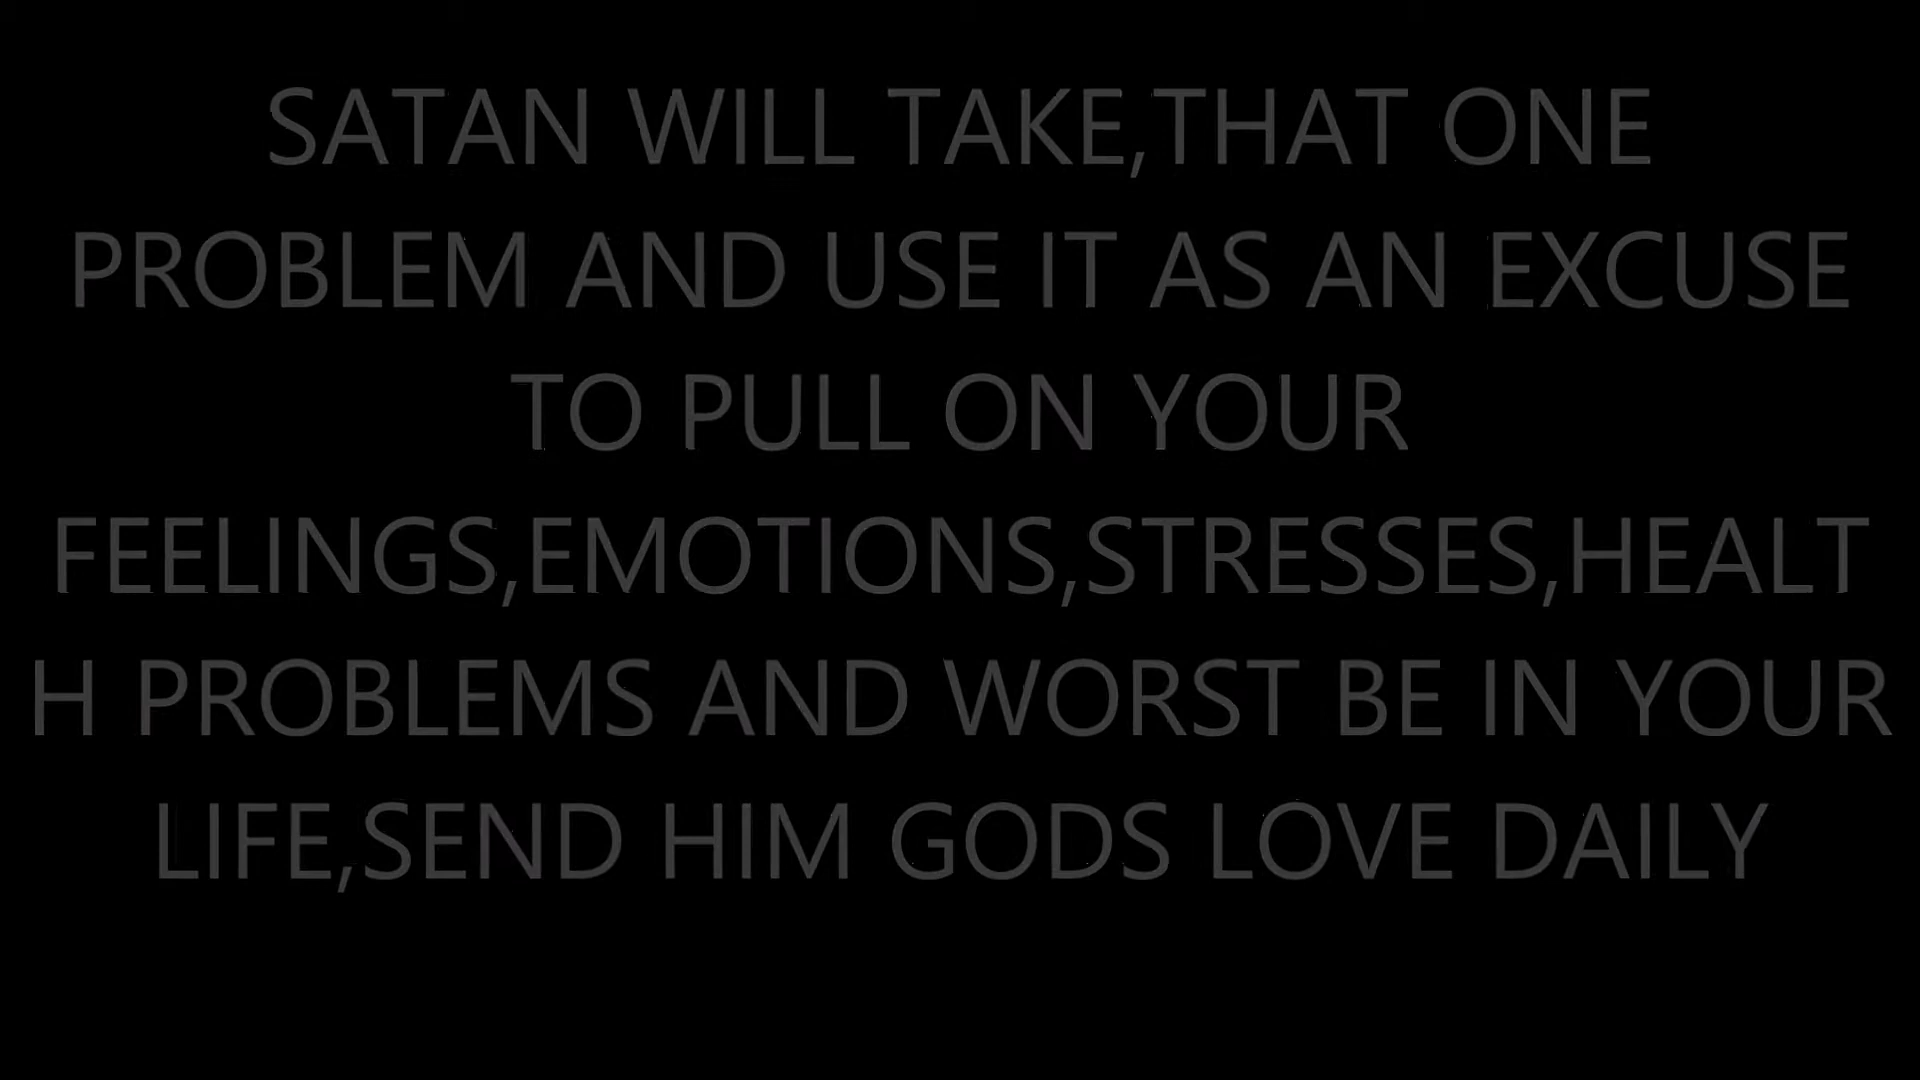 SATAN WILL TAKE,THAT ONE
PROBLEM AND USE IT AS AN EXCUSE
TO PULL ON YOUR
FEELINGS,EMOTIONS,STRESSES,HEALT
H PROBLEMS AND WORST BE IN YOUR
LIFE,SEND HIM GODS LOVE DAILY